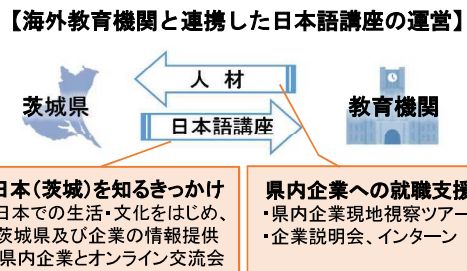 【海外教育機関と連携した日本語講座の運営】
人 材
茨城県
教育機関
日本語講座
日本(茨城)を知るきっかけ
日本での生活・文化をはじめ、
茨城県及び企業の情報提供
県内企業とオンライン交流会
県内企業への就職支援
・県内企業現地視察ツアー
・企業説明会、インターン